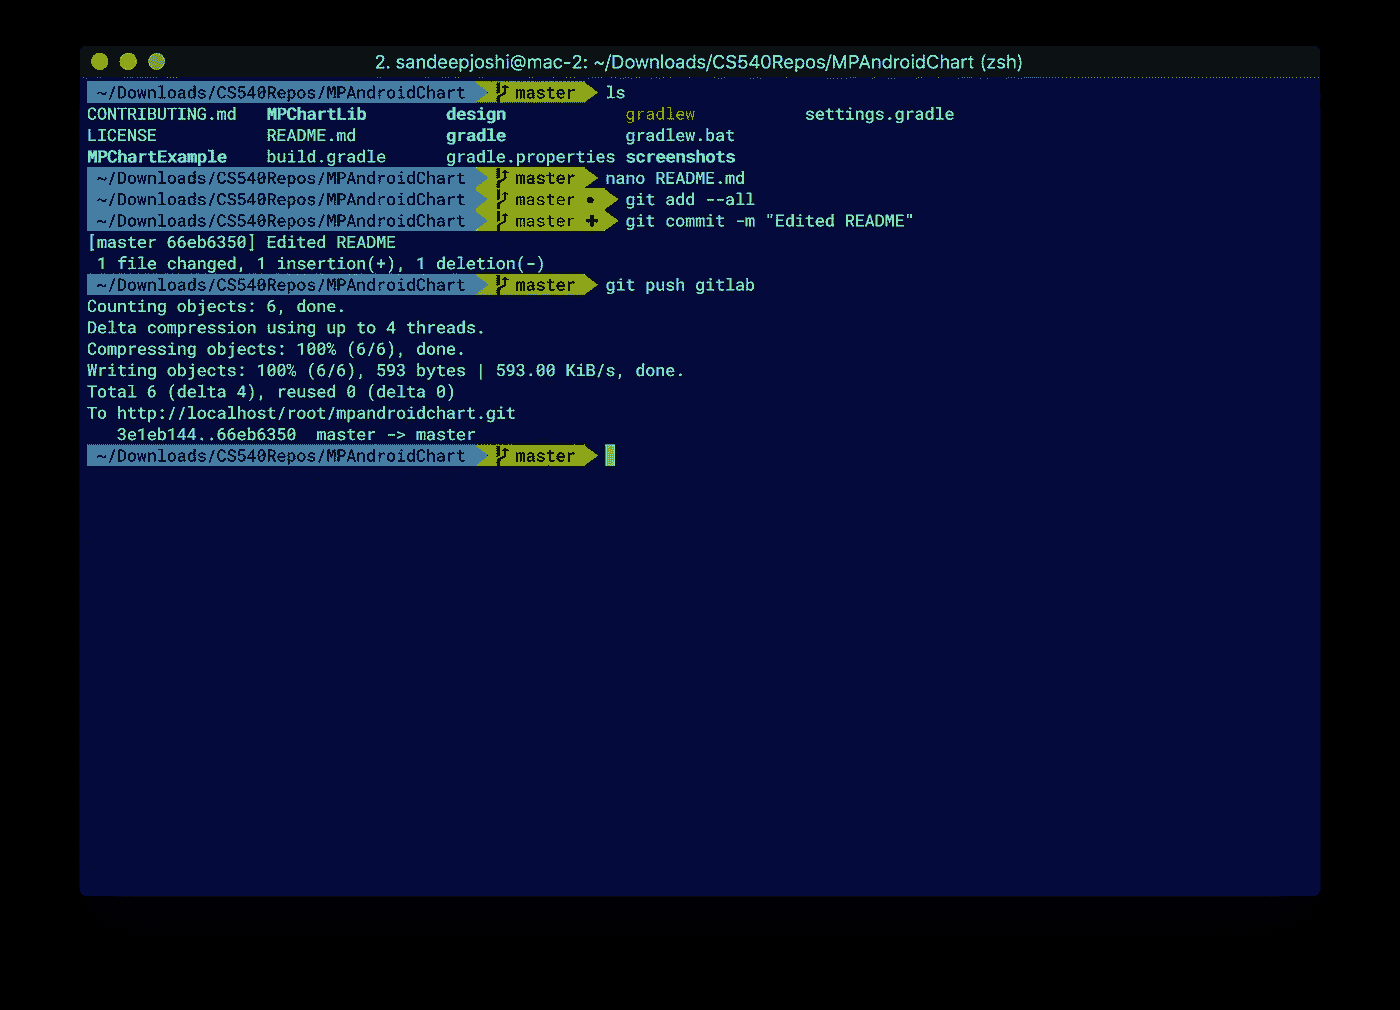 2. sandeepjoshi@mac-2: ~/Downloads/CS540Repos/MPAndroidChart (zsh)
~/Downloads/CS540Repos/MPAndroidChart master ls
CONTRIBUTING.md MPChartLib design gradlew settings.gradle
LICENSE README.md gradle gradlew.bat
MPChartExample build.gradle gradle.properties screenshots
~/Downloads/CS540Repos/MPAndroidChart master nano README.md
~/Downloads/CS540Repos/MPAndroidChart master ● git add --all
~/Downloads/CS540Repos/MPAndroidChart master ✚ git commit -m "Edited README"
[master 66eb6350] Edited README
1 file changed, 1 insertion(+), 1 deletion(-)
~/Downloads/CS540Repos/MPAndroidChart master git push gitlab
Counting objects: 6, done.
Delta compression using up to 4 threads.
Compressing objects: 100% (6/6), done.
Writing objects: 100% (6/6), 593 bytes | 593.00 KiB/s, done.
Total 6 (delta 4), reused 0 (delta 0)
To http://localhost/root/mpandroidchart.git
3e1eb144..66eb6350 master -> master
~/Downloads/CS540Repos/MPAndroidChart master